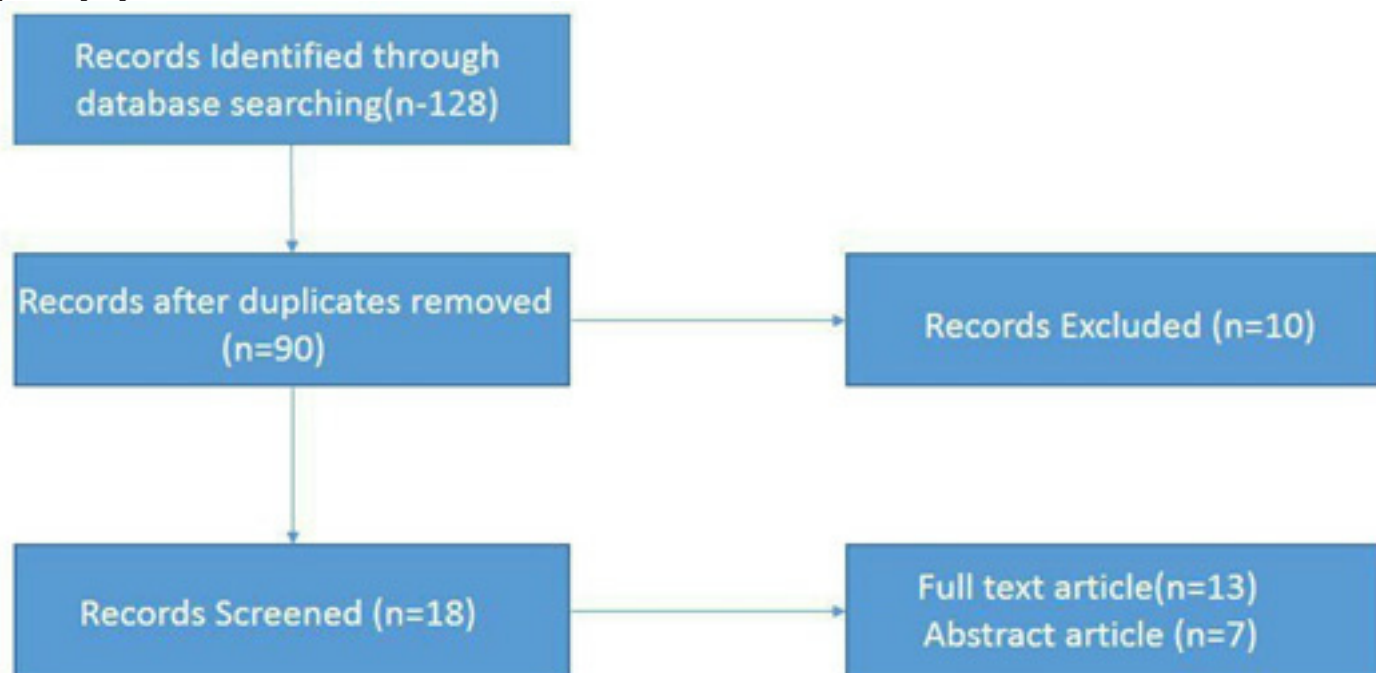 Records Identified through
database searching(n-128)
Records after duplicates removed
(n=90)
Records Excluded (n=10)
Records Screened (n=18)
Full text article(n=13)
Abstract article (n=7)